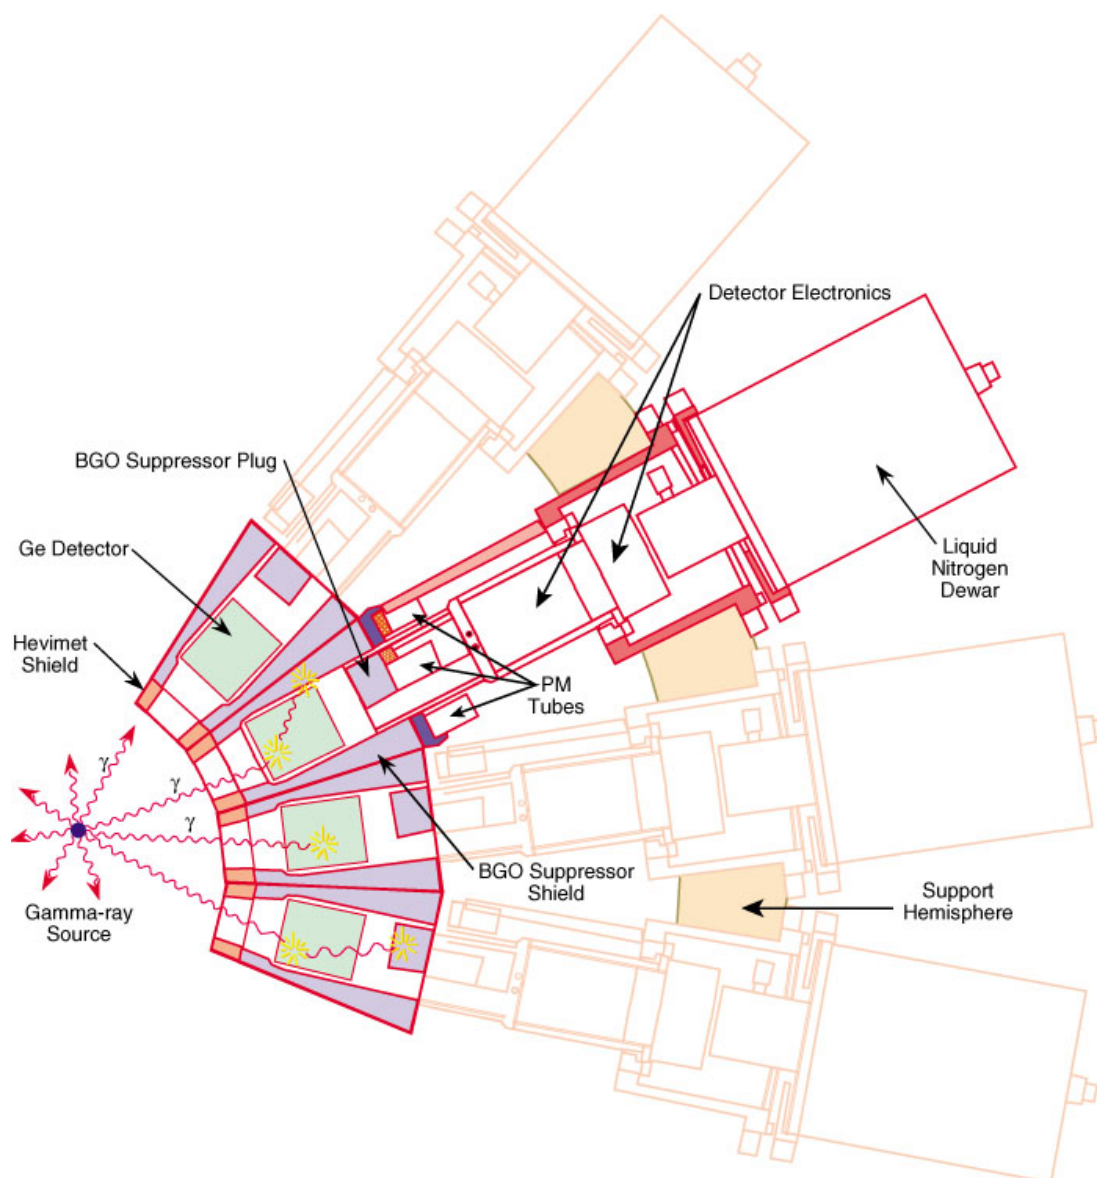 Detector Electronics
BGO Suppressor Plug
Ge Detector
Liquid
Nitrogen
Dewar
Hevimet
Shield
PM
Tubes
γ
γ
γ
BGO Suppressor
Shield
Support
Hemisphere
Gamma-ray
Source